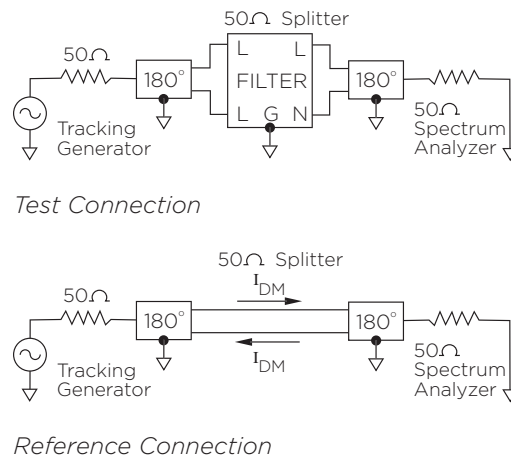 50Ω Splitter
50Ω
180°
L L
FILTER
L G N
180°
50Ω
Spectrum
Analyzer
Tracking
Generator
Test Connection
50Ω Splitter
I DM
50Ω
180°
180°
I DM
50Ω
Spectrum
Analyzer
Tracking
Generator
Reference Connection